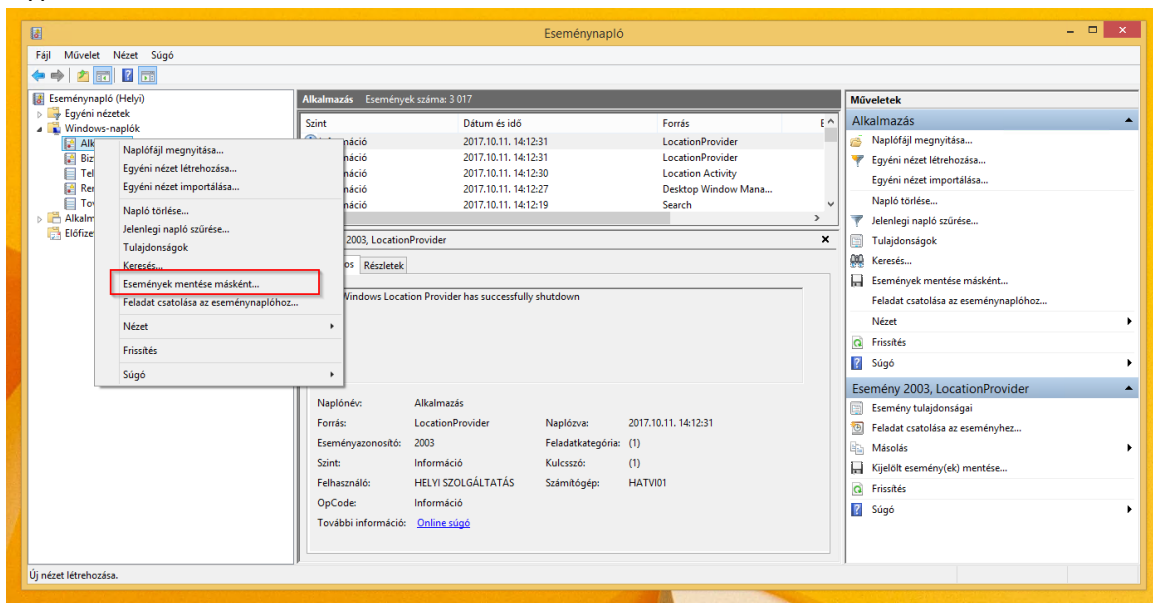 Eseménynapló
Fájl Művelet Nézet Súgó
Eseménynapló (Helyi)
Egyéni nézetek
Windows-naplók
Alk
Biz
Tel
Rer
Tov
Alkalm
Előfize
Naplófájl megnyitása...
Egyéni nézet létrehozása...
Egyéni nézet importálása...
Napló törlése...
Jelenlegi napló szűrése...
Tulajdonságok
Keresés...
Események mentése másként...
Feladat csatolása az eseménynaplóhoz...
Nézet
Frissítés
Súgó
Alkalmazás Események száma: 3 017
Szint Dátum és idő Forrás
2017.10.11. 14:12:31 LocationProvider
máció 2017.10.11. 14:12:31 LocationProvider
máció 2017.10.11. 14:12:30 Location Activity
máció 2017.10.11. 14:12:27 Desktop Window Mana...
máció 2017.10.11. 14:12:19 Search
2003, LocationProvider
os Részletek
Windows Location Provider has successfully shutdown
Naplónév: Alkalmazás
Forrás: LocationProvider Naplózva: 2017.10.11. 14:12:31
Eseményazonosító: 2003 Feladatkategória: (1)
Szint: Információ Kulcsszó: (1)
Felhasználó: HELYI SZOLGÁLTATÁS Számítógép: HATVI01
OpCode: Információ
További információ: Online súgó
Műveletek
Alkalmazás
Naplófájl megnyitása...
Egyéni nézet létrehozása...
Egyéni nézet importálása...
Napló törlése...
Jelenlegi napló szűrése...
Tulajdonságok
Keresés...
Események mentése másként...
Feladat csatolása az eseménynaplóhoz...
Nézet
Frissítés
Súgó
Esemény 2003, LocationProvider
Esemény tulajdonságai
Feladat csatolása az eseményhez...
Másolás
Kijelölt esemény(ek) mentése...
Frissítés
Súgó
Új nézet létrehozása.